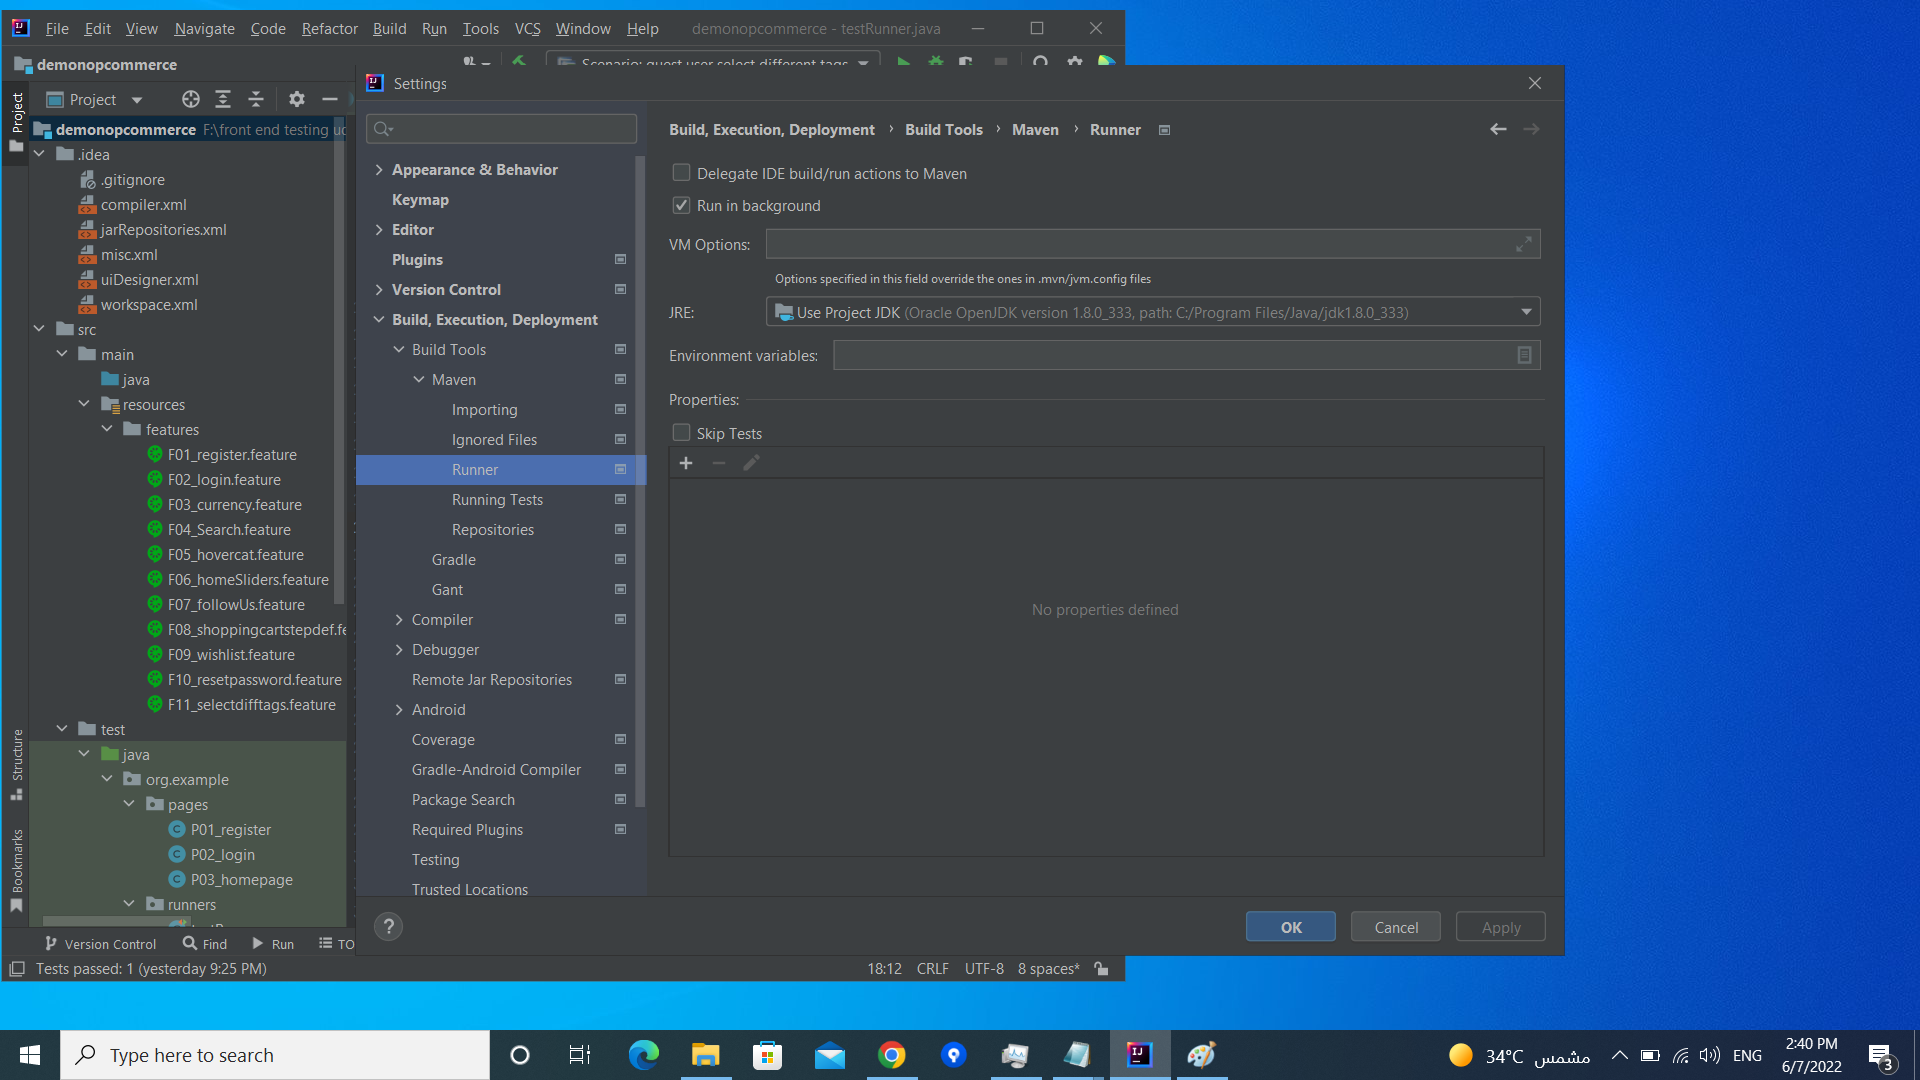 File Edit View Navigate Code Refactor Build Run Tools VCS Window Help demonopcommerce - testRunner.java
demonopcommerce
Scenario: guest user select different tags
Project
Project
demonopcommerce F:\front end testing
.idea
.gitignore
compiler.xml
jarRepositories.xml
misc.xml
uiDesigner.xml
workspace.xml
src
main
java
resources
features
F01_register.feature
F02_login.feature
F03_currency.feature
F04_Search.feature
F05_hovercat.feature
F06_homeSliders.feature
F07_followUs.feature
F08_shoppingcartstepdef.fe
F09_wishlist.feature
F10_resetpassword.feature
F11_selectdifftags.feature
test
java
org.example
pages
P01_register
P02_login
P03_homepage
runners
Structure
Bookmarks
Version Control Find Run TO
Tests passed: 1 (yesterday 9:25 PM)
18:12 CRLF UTF-8 8 spaces*
Settings
Appearance & Behavior
Keymap
Editor
Plugins
Version Control
Build, Execution, Deployment
Build Tools
Maven
Importing
Ignored Files
Runner
Running Tests
Repositories
Gradle
Gant
Compiler
Debugger
Remote Jar Repositories
Android
Coverage
Gradle-Android Compiler
Package Search
Required Plugins
Testing
Trusted Locations
Build, Execution, Deployment › Build Tools › Maven › Runner
Delegate IDE build/run actions to Maven
Run in background
VM Options:
Options specified in this field override the ones in .mvn/jvm.config files
JRE: Use Project JDK (Oracle OpenJDK version 1.8.0_333, path: C:/Program Files/Java/jdk1.8.0_333)
Environment variables:
Properties:
Skip Tests
No properties defined
?
OK Cancel Apply
Type here to search
34°C مشمس
ENG
2:40 PM
6/7/2022
3